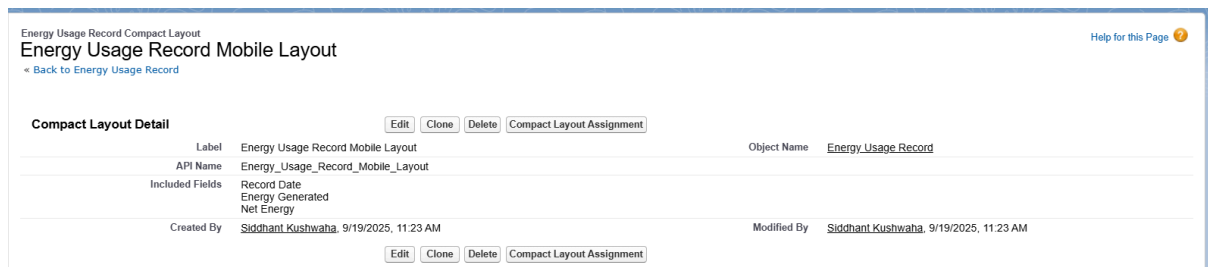 Energy Usage Record Compact Layout
Energy Usage Record Mobile Layout
Help for this Page ?
« Back to Energy Usage Record
Compact Layout Detail Edit Clone Delete Compact Layout Assignment
Label Energy Usage Record Mobile Layout Object Name Energy Usage Record
API Name Energy_Usage_Record_Mobile_Layout
Included Fields Record Date
Energy Generated
Net Energy
Created By Siddhant Kushwaha, 9/19/2025, 11:23 AM Modified By Siddhant Kushwaha, 9/19/2025, 11:23 AM
Edit Clone Delete Compact Layout Assignment